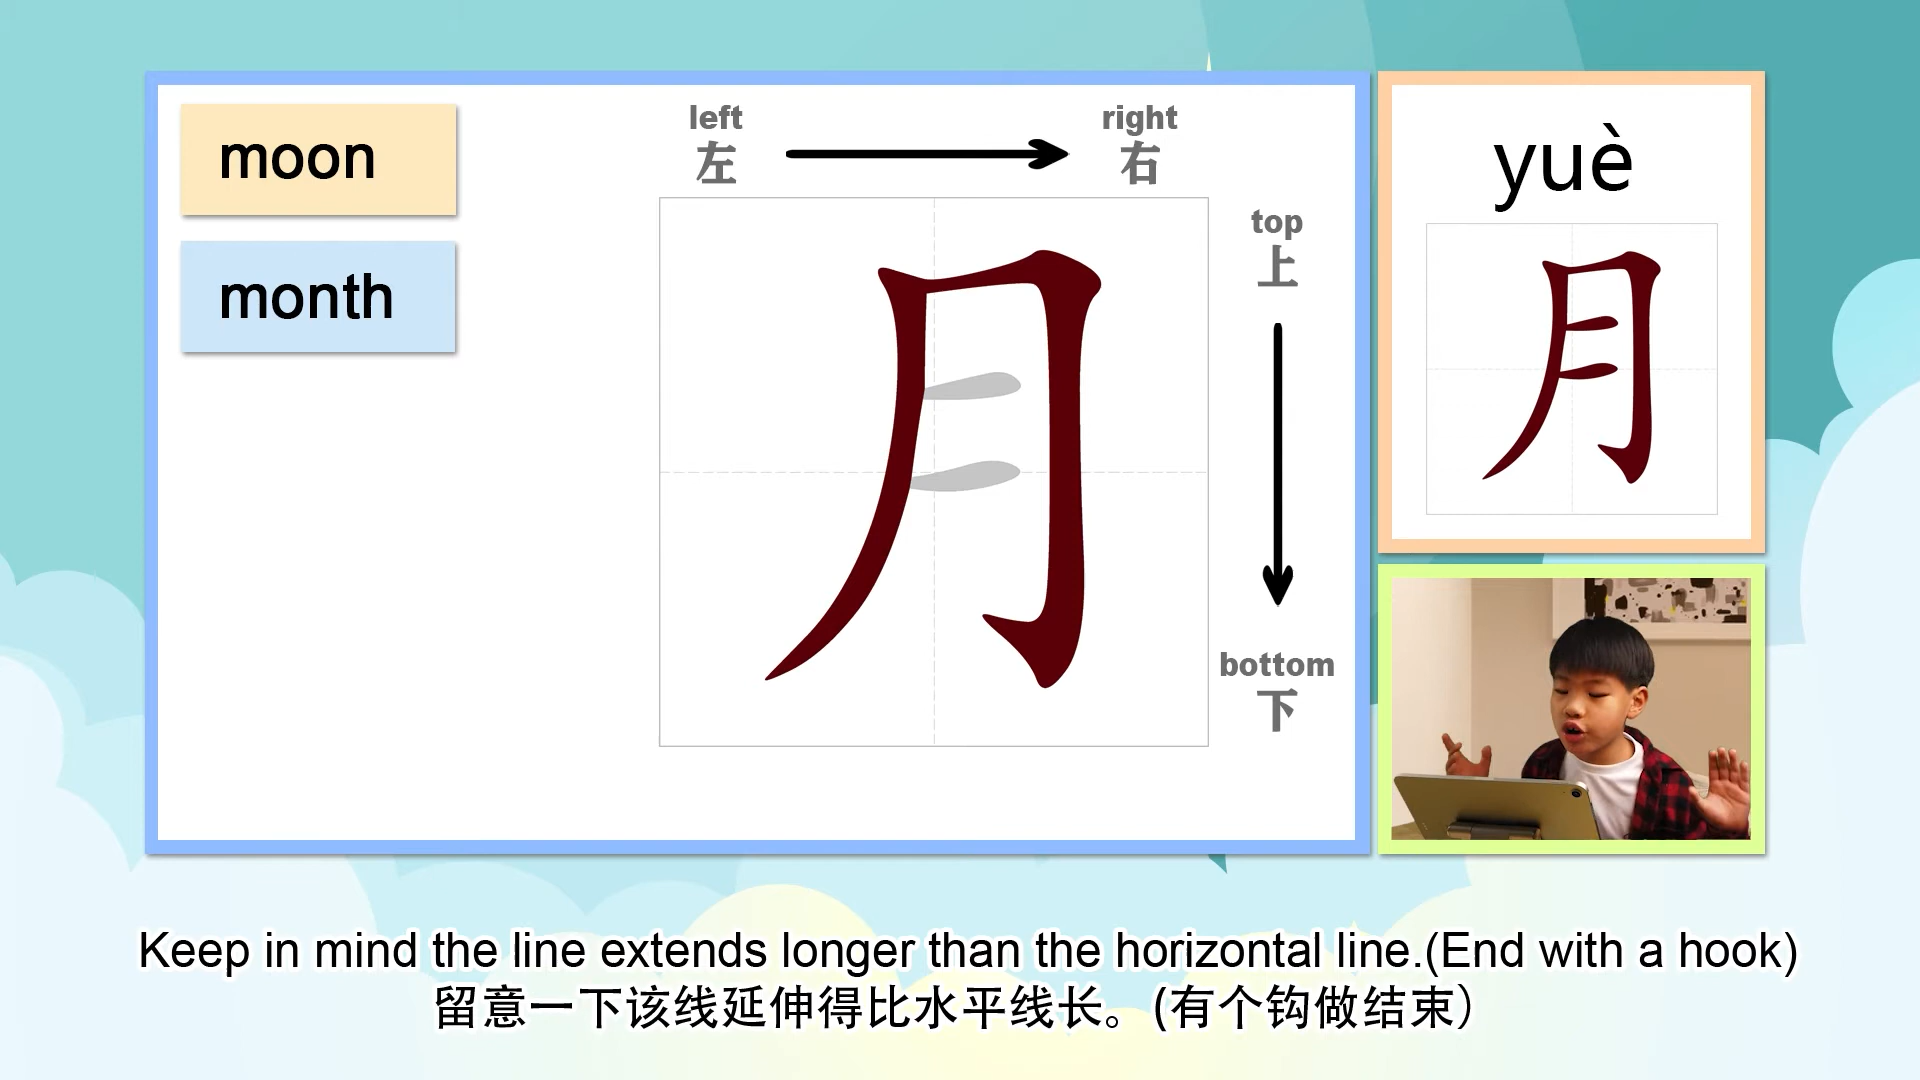 moon
month
left
左
right
右
top
上
bottom
下
月
yuè
月
Keep in mind the line extends longer than the horizontal line.(End with a hook)
留意一下该线延伸得比水平线长。(有个钩做结束）